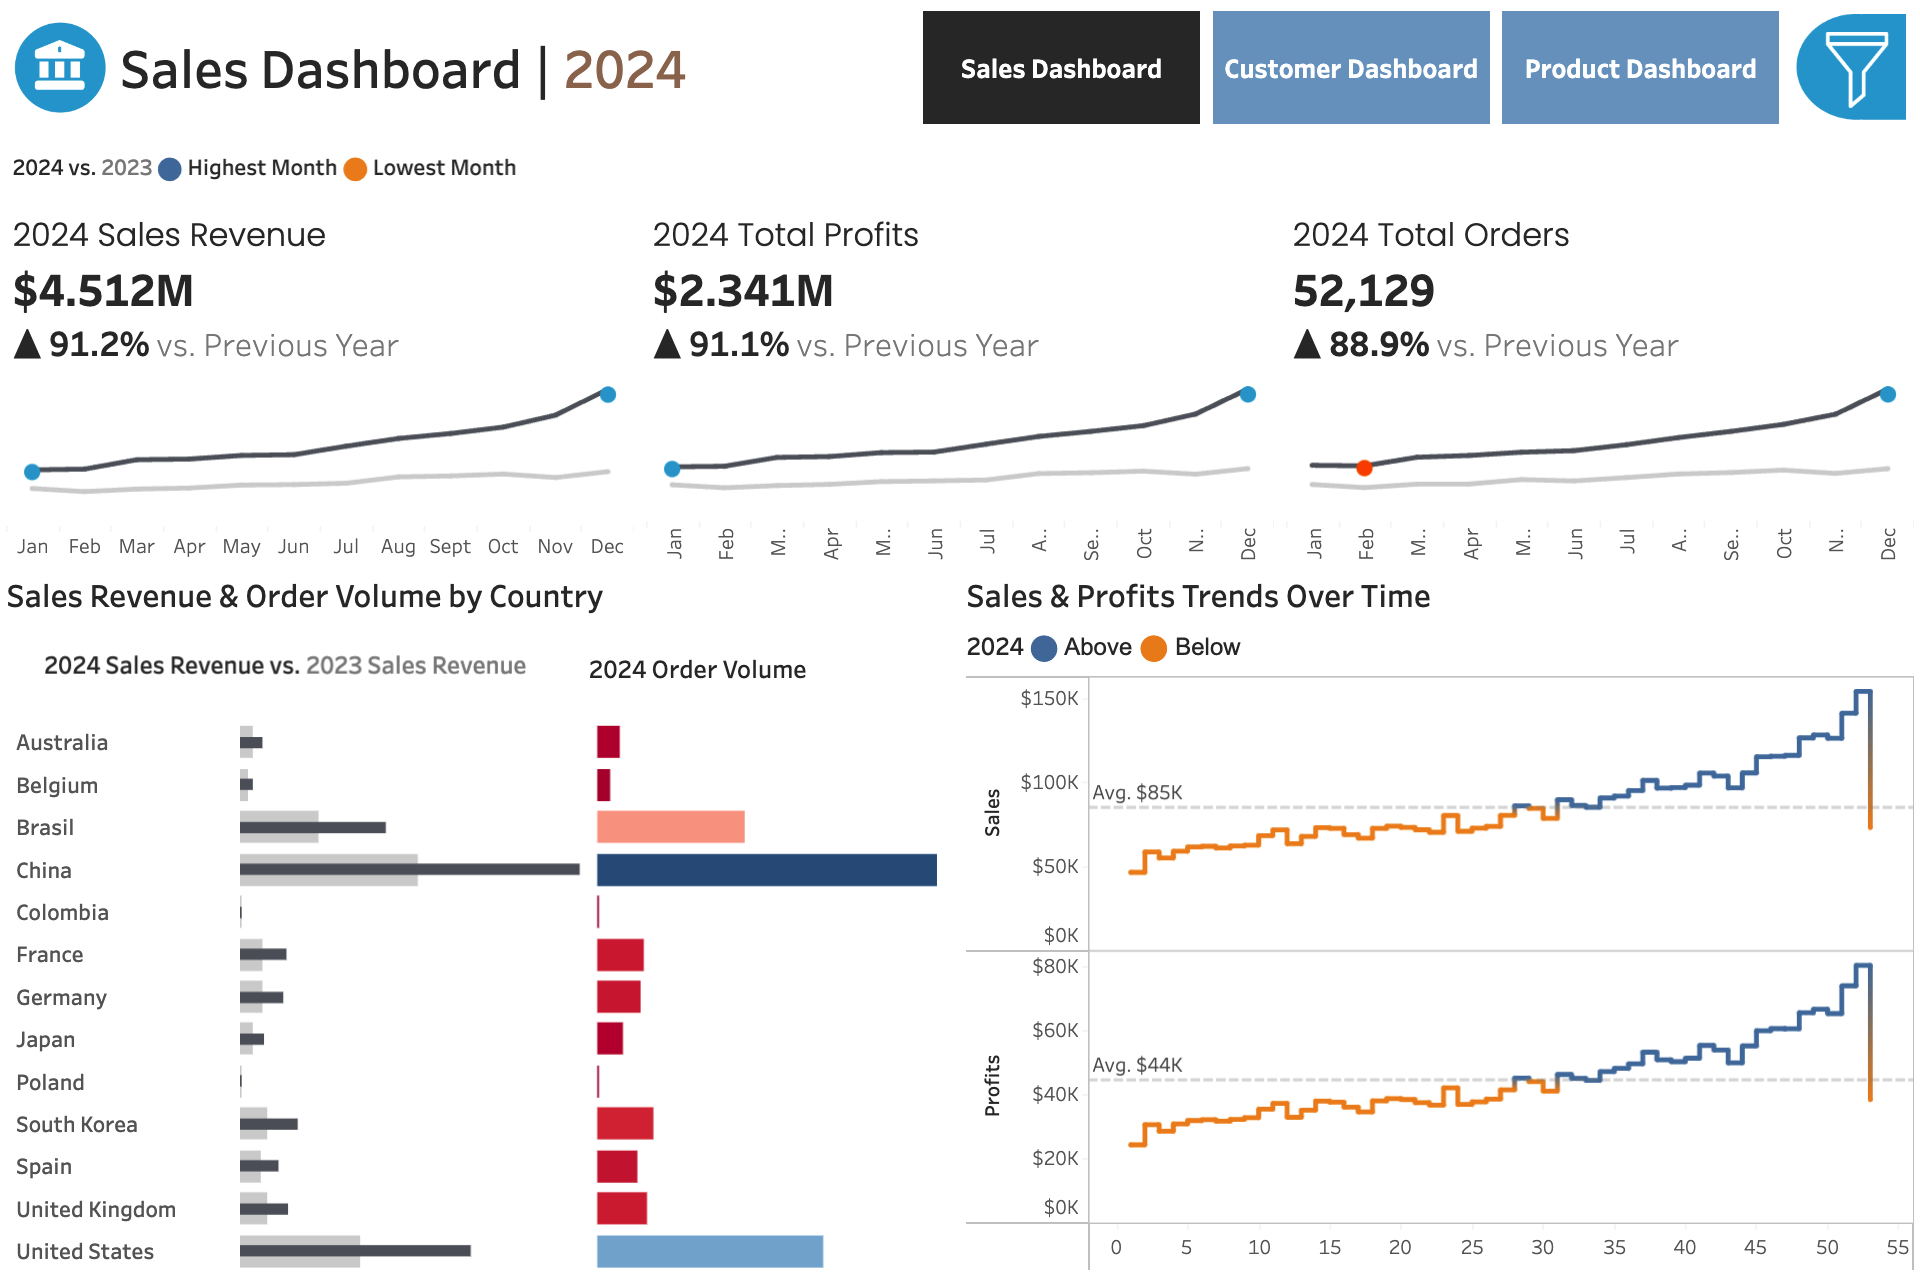 Sales Dashboard | 2024
Sales Dashboard
Customer Dashboard
Product Dashboard
2024 vs. 2023 Highest Month Lowest Month
2024 Sales Revenue
$4.512M
▲ 91.2% vs. Previous Year
Jan Feb Mar Apr May Jun Jul Aug Sept Oct Nov Dec
2024 Total Profits
$2.341M
▲ 91.1% vs. Previous Year
Jan Feb M.. Apr M.. Jun Jul A.. Se.. Oct N.. Dec
2024 Total Orders
52,129
▲ 88.9% vs. Previous Year
Jan Feb M.. Apr M.. Jun Jul A.. Se.. Oct N.. Dec
Sales Revenue & Order Volume by Country
2024 Sales Revenue vs. 2023 Sales Revenue
2024 Order Volume
Australia
Belgium
Brasil
China
Colombia
France
Germany
Japan
Poland
South Korea
Spain
United Kingdom
United States
Sales & Profits Trends Over Time
2024 Above Below
Sales
$150K
$100K
$50K
$0K
Avg. $85K
Profits
$80K
$60K
$40K
$20K
$0K
Avg. $44K
0 5 10 15 20 25 30 35 40 45 50 55